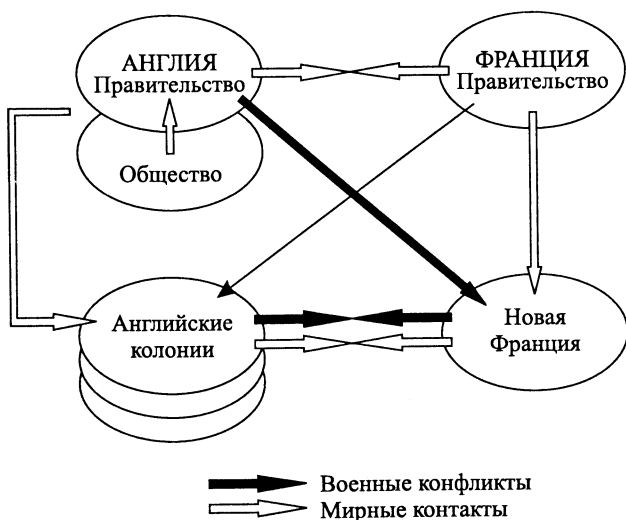 АНГЛИЯ
Правительство
ФРАНЦИЯ
Правительство
Общество
Английские
колонии
Новая
Франция
Военные конфликты
Мирные контакты